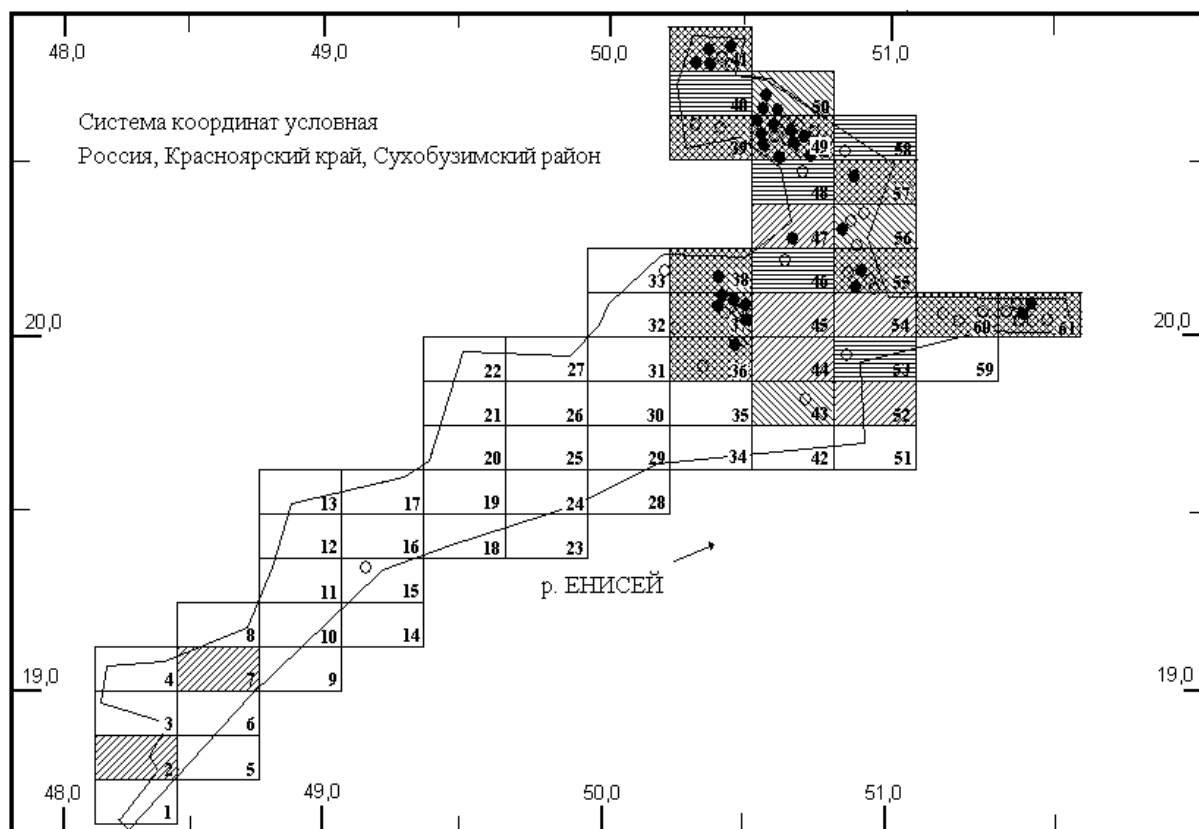 48,0 49,0 50,0 51,0
Система координат условная
Россия, Красноярский край, Сухобузимский район
41
40 50
39 49 58
48 57
47 56
33 38 46 55
32 45 54 60 61
20,0 20,0
22 27 31 36 44 53 59
21 26 30 35 43 52
20 25 29 34 42 51
13 17 19 24 28
12 16 18 23
р. ЕНИСЕЙ
11 15
8 10 14
4 7 9
19,0 19,0
3 6
2 5
1
48,0 49,0 50,0 51,0